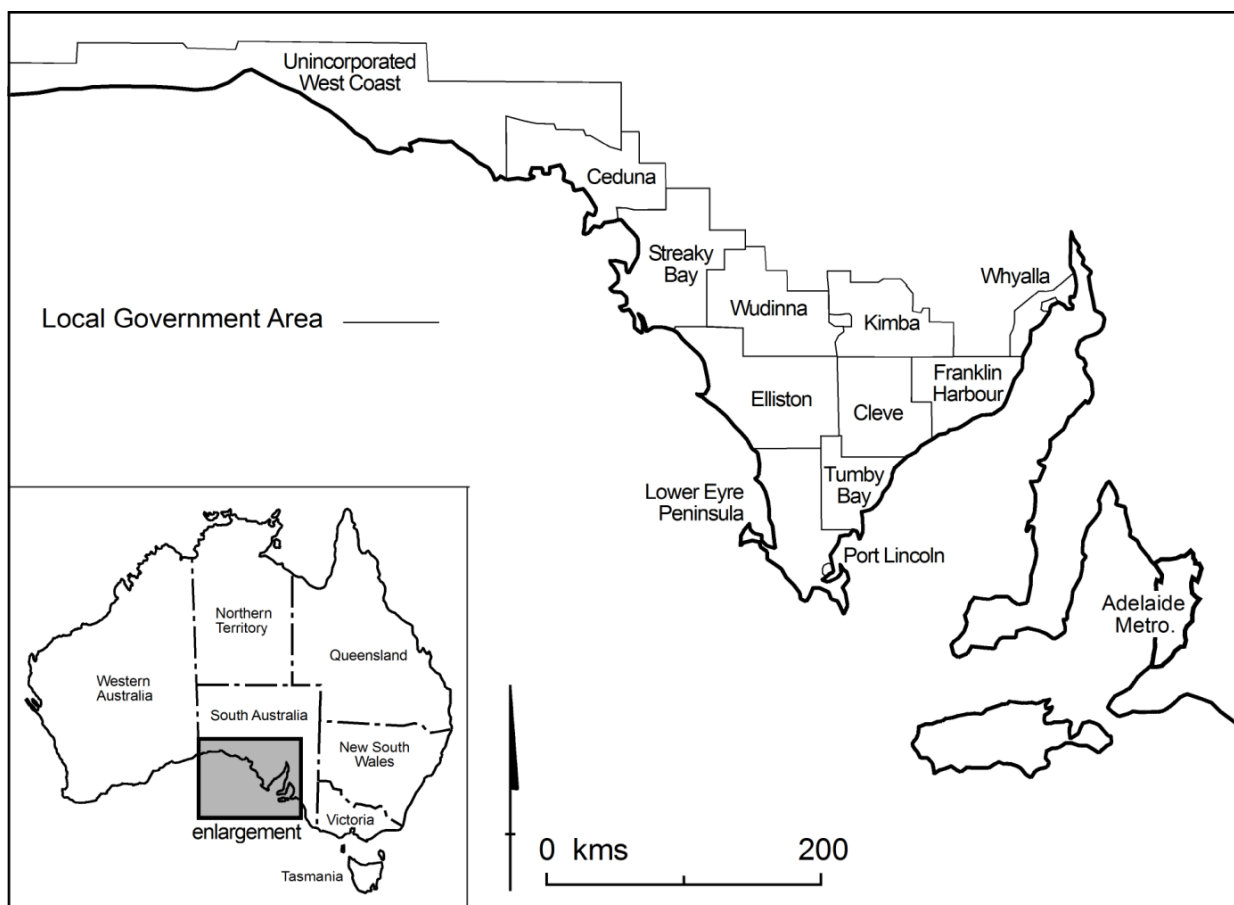 Unincorporated
West Coast
Ceduna
Streaky
Bay
Whyalla
Wudinna
Kimba
Local Government Area
Franklin
Harbour
Elliston
Cleve
Tumby
Bay
Lower Eyre
Peninsula
Port Lincoln
Adelaide
Metro.
Northern
Territory
Queensland
Western
Australia
South Australia
New South
Wales
Victoria
enlargement
Tasmania
0 kms 200